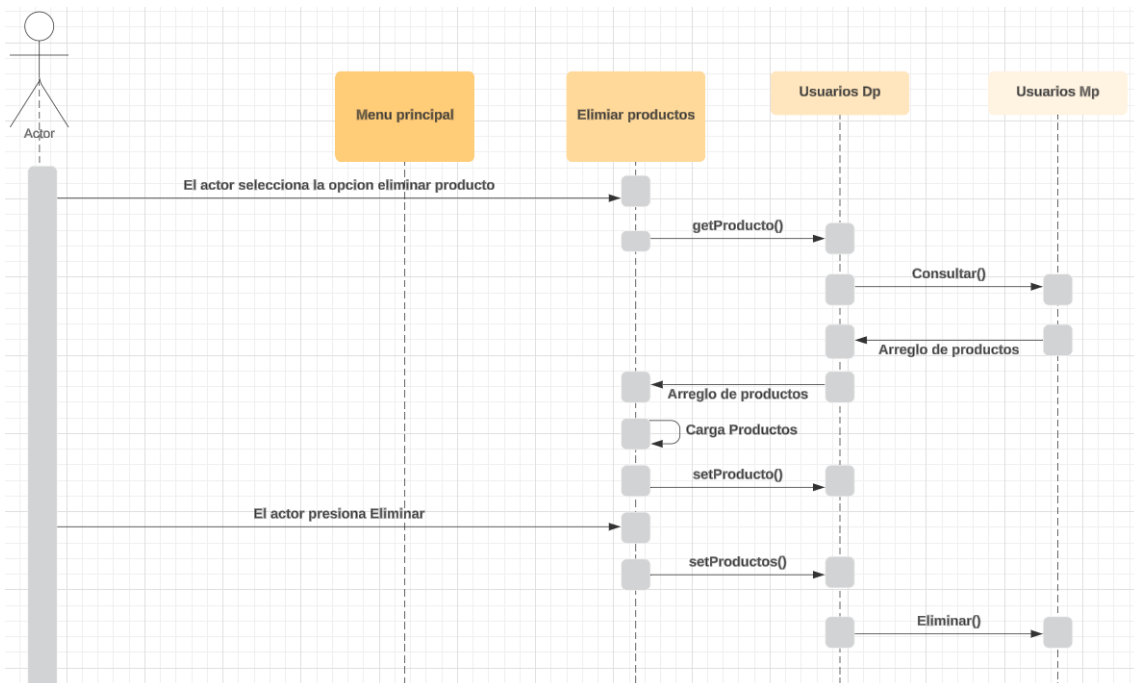 Menu principal
Elimiar productos
Usuarios Dp
Usuarios Mp
Actor
El actor selecciona la opcion eliminar producto
getProducto()
Consultar()
Arreglo de productos
Arreglo de productos
Carga Productos
setProducto()
El actor presiona Eliminar
setProductos()
Eliminar()